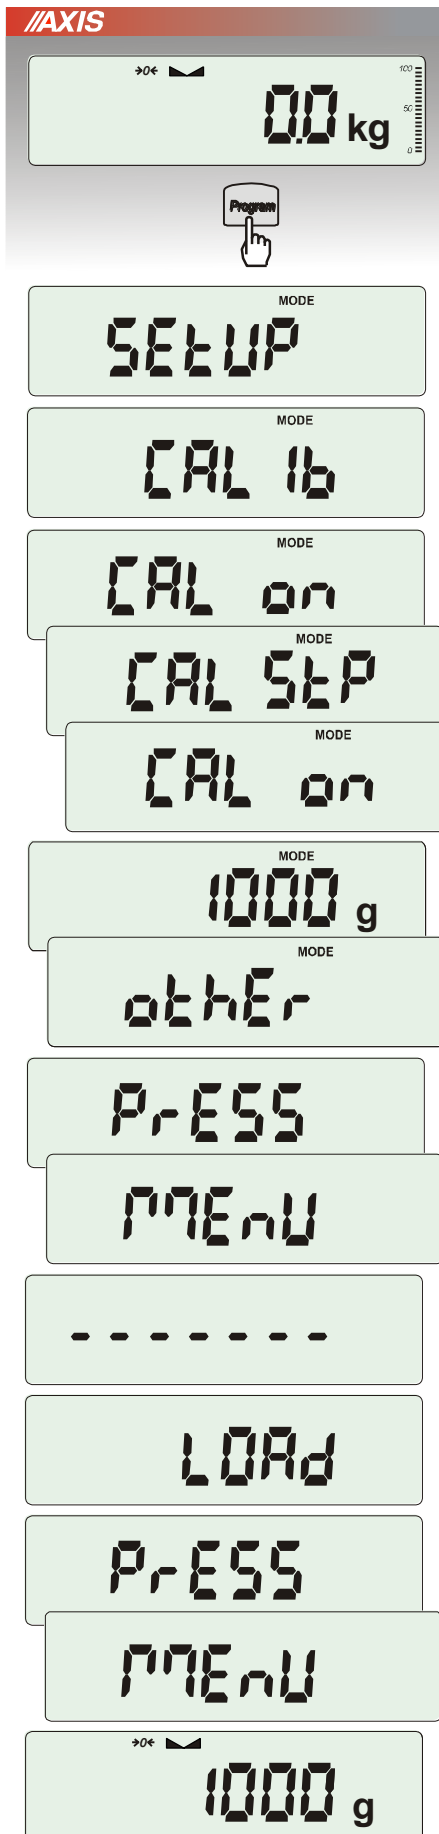 AXIS
→0←
0.0 kg
100
50
0
Program
MODE
SEtUP
MODE
CAL Ib
MODE
CAL on
MODE
CAL StP
MODE
CAL on
MODE
1000 g
MODE
othEr
PrESS
MEnU
- - - - - - -
LOAd
PrESS
MEnU
→0←
1000 g